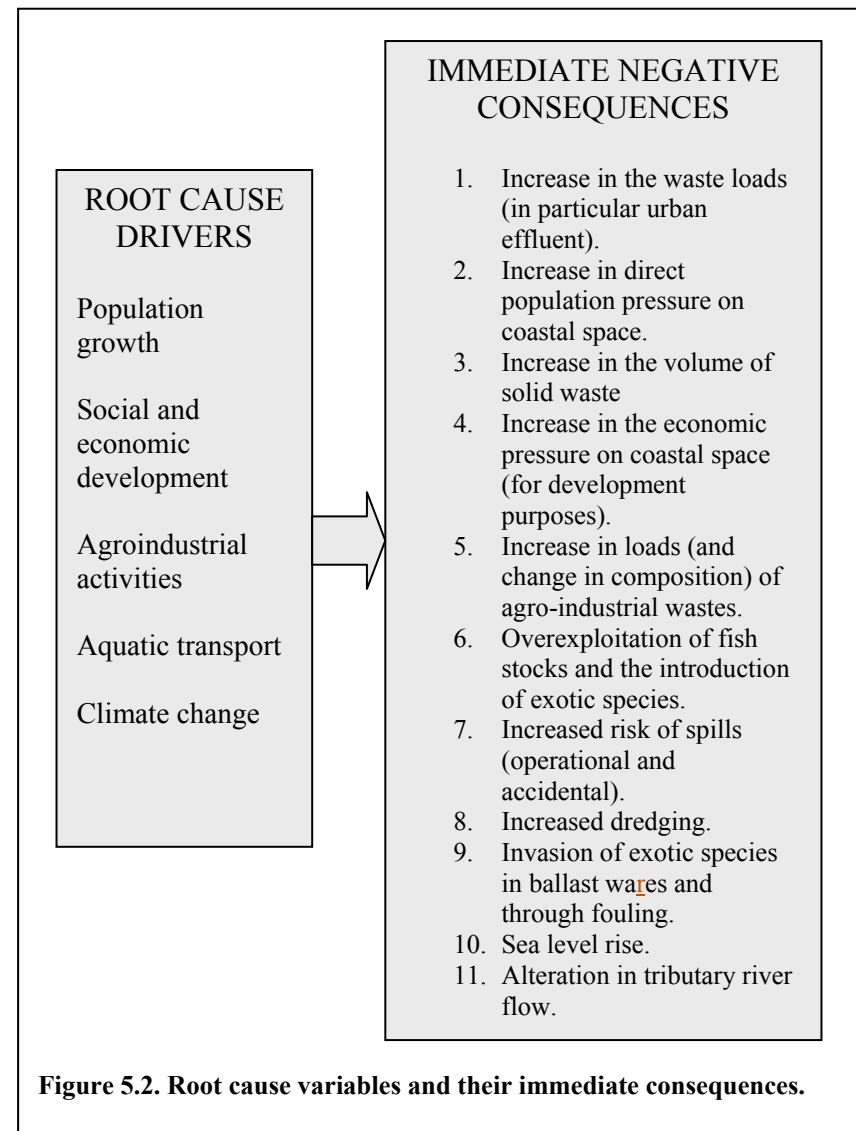 ROOT CAUSE
DRIVERS
Population
growth
Social and
economic
development
Agroindustrial
activities
Aquatic transport
Climate change
IMMEDIATE NEGATIVE
CONSEQUENCES
1. Increase in the waste loads
(in particular urban
effluent).
2. Increase in direct
population pressure on
coastal space.
3. Increase in the volume of
solid waste
4. Increase in the economic
pressure on coastal space
(for development
purposes).
5. Increase in loads (and
change in composition) of
agro-industrial wastes.
6. Overexploitation of fish
stocks and the introduction
of exotic species.
7. Increased risk of spills
(operational and
accidental).
8. Increased dredging.
9. Invasion of exotic species
in ballast wares and
through fouling.
10. Sea level rise.
11. Alteration in tributary river
flow.
Figure 5.2. Root cause variables and their immediate consequences.